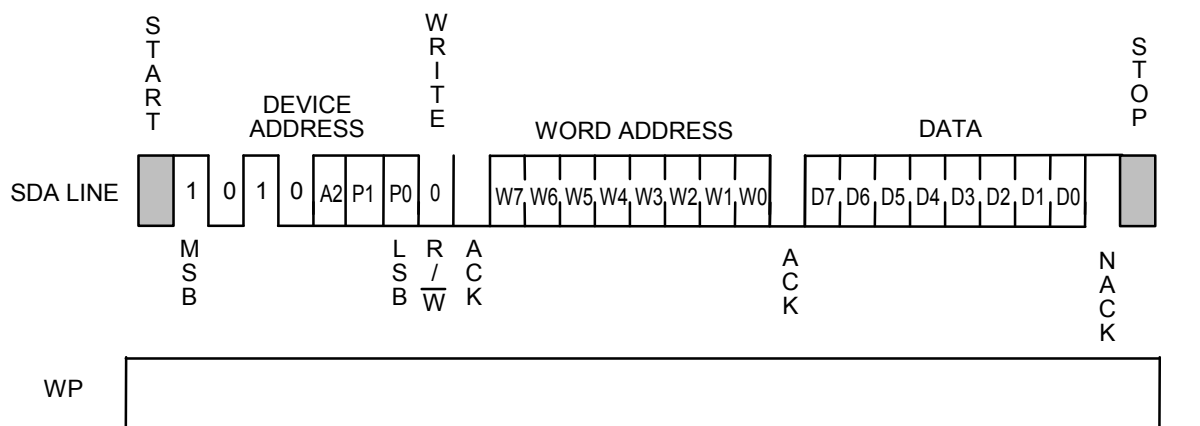 START
WRITE
STOP
DEVICE
ADDRESS
WORD ADDRESS
DATA
SDA LINE
1 0 1 0 A2 P1 P0 0 W7 W6 W5 W4 W3 W2 W1 W0 D7 D6 D5 D4 D3 D2 D1 D0
MSB
LSB
R/W
ACK
ACK
NACK
WP